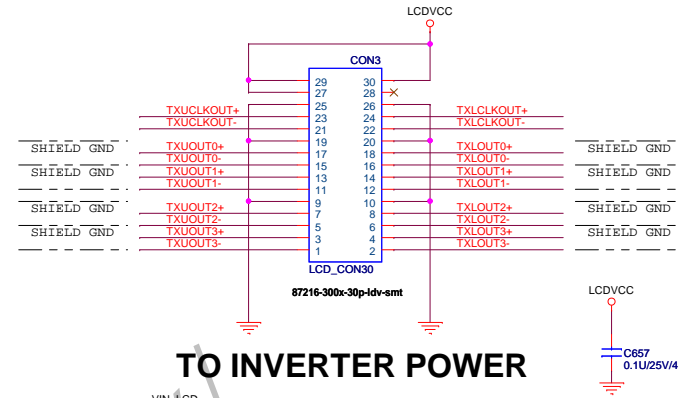 LCDVCC
CON3
29 30
27 28
25 26
TXUCLKOUT+ 23 24 TXLCLKOUT+
TXUCLKOUT- 21 22 TXLCLKOUT-
19 20
SHIELD GND TXUOUT0+ 17 18 TXLOUT0+ SHIELD GND
TXUOUT0- 15 16 TXLOUT0-
SHIELD GND TXUOUT1+ 13 14 TXLOUT1+ SHIELD GND
TXUOUT1- 11 12 TXLOUT1-
9 10
SHIELD GND TXUOUT2+ 7 8 TXLOUT2+ SHIELD GND
TXUOUT2- 5 6 TXLOUT2-
SHIELD GND TXUOUT3+ 3 4 TXLOUT3+ SHIELD GND
TXUOUT3- 1 2 TXLOUT3-
LCD_CON30
87216-300x-30p-ldv-smt
LCDVCC
C657
0.1U/25V/4
TO INVERTER POWER
VIN_LCD